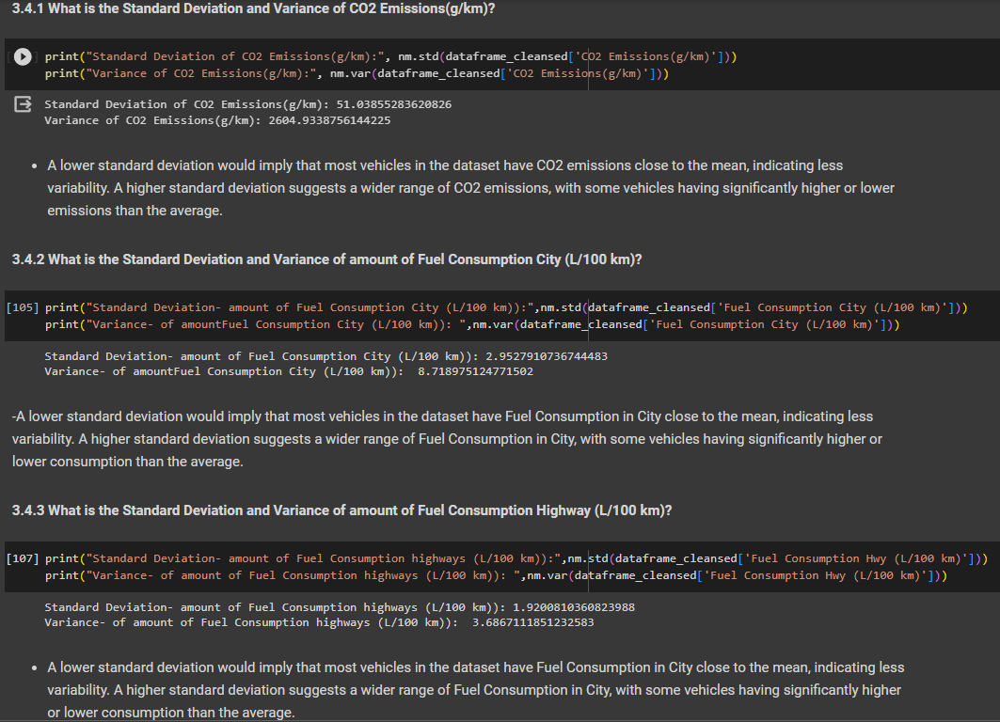 3.4.1 What is the Standard Deviation and Variance of CO2 Emissions(g/km)?
print("Standard Deviation of CO2 Emissions(g/km):", nm.std(dataframe_cleansed['CO2 Emissions(g/km)']))
print("Variance of CO2 Emissions(g/km):", nm.var(dataframe_cleansed['CO2 Emissions(g/km)']))
Standard Deviation of CO2 Emissions(g/km): 51.03855283620826
Variance of CO2 Emissions(g/km): 2604.9338756144225
• A lower standard deviation would imply that most vehicles in the dataset have CO2 emissions close to the mean, indicating less
variability. A higher standard deviation suggests a wider range of CO2 emissions, with some vehicles having significantly higher or lower
emissions than the average.
3.4.2 What is the Standard Deviation and Variance of amount of Fuel Consumption City (L/100 km)?
[105] print("Standard Deviation- amount of Fuel Consumption City (L/100 km)):",nm.std(dataframe_cleansed['Fuel Consumption City (L/100 km)']))
print("Variance- of amountFuel Consumption City (L/100 km)): ",nm.var(dataframe_cleansed['Fuel Consumption City (L/100 km)']))
Standard Deviation- amount of Fuel Consumption City (L/100 km)): 2.9527910736744483
Variance- of amountFuel Consumption City (L/100 km)):  8.718975124771502
-A lower standard deviation would imply that most vehicles in the dataset have Fuel Consumption in City close to the mean, indicating less
variability. A higher standard deviation suggests a wider range of Fuel Consumption in City, with some vehicles having significantly higher or
lower consumption than the average.
3.4.3 What is the Standard Deviation and Variance of amount of Fuel Consumption Highway (L/100 km)?
[107] print("Standard Deviation- amount of Fuel Consumption highways (L/100 km)):",nm.std(dataframe_cleansed['Fuel Consumption Hwy (L/100 km)']))
print("Variance- of amount of Fuel Consumption highways (L/100 km)): ",nm.var(dataframe_cleansed['Fuel Consumption Hwy (L/100 km)']))
Standard Deviation- amount of Fuel Consumption highways (L/100 km)): 1.9200810360823988
Variance- of amount of Fuel Consumption highways (L/100 km)):  3.6867111851232583
• A lower standard deviation would imply that most vehicles in the dataset have Fuel Consumption in City close to the mean, indicating less
variability. A higher standard deviation suggests a wider range of Fuel Consumption in City, with some vehicles having significantly higher
or lower consumption than the average.